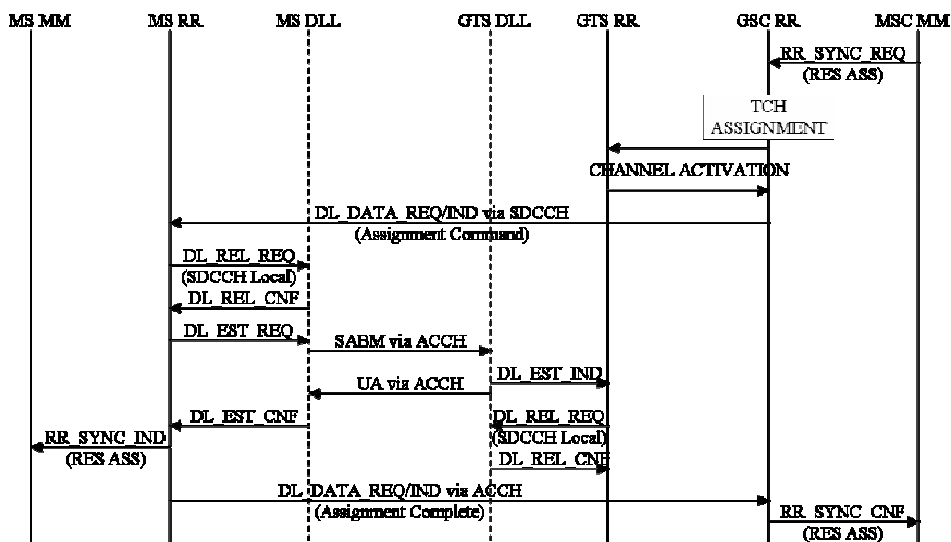 MS MM MS RR MS DLL GTS DLL GTS RR GSC RR MSC MM
RR_SYNC_REQ
(RES ASS)
TCH
ASSIGNMENT
CHANNEL ACTIVATION
DL_DATA_REQ/IND via SDCCH
(Assignment Command)
DL_REL_REQ
(SDCCH Local)
DL_REL_CNF
DL_EST_REQ
SABM via ACCH
DL_EST_IND
UA via ACCH
DL_EST_CNF
DL_REL_REQ
(SDCCH Local)
RR_SYNC_IND
(RES ASS)
DL_REL_CNF
DL_DATA_REQ/IND via ACCH
(Assignment Complete)
RR_SYNC_CNF
(RES ASS)